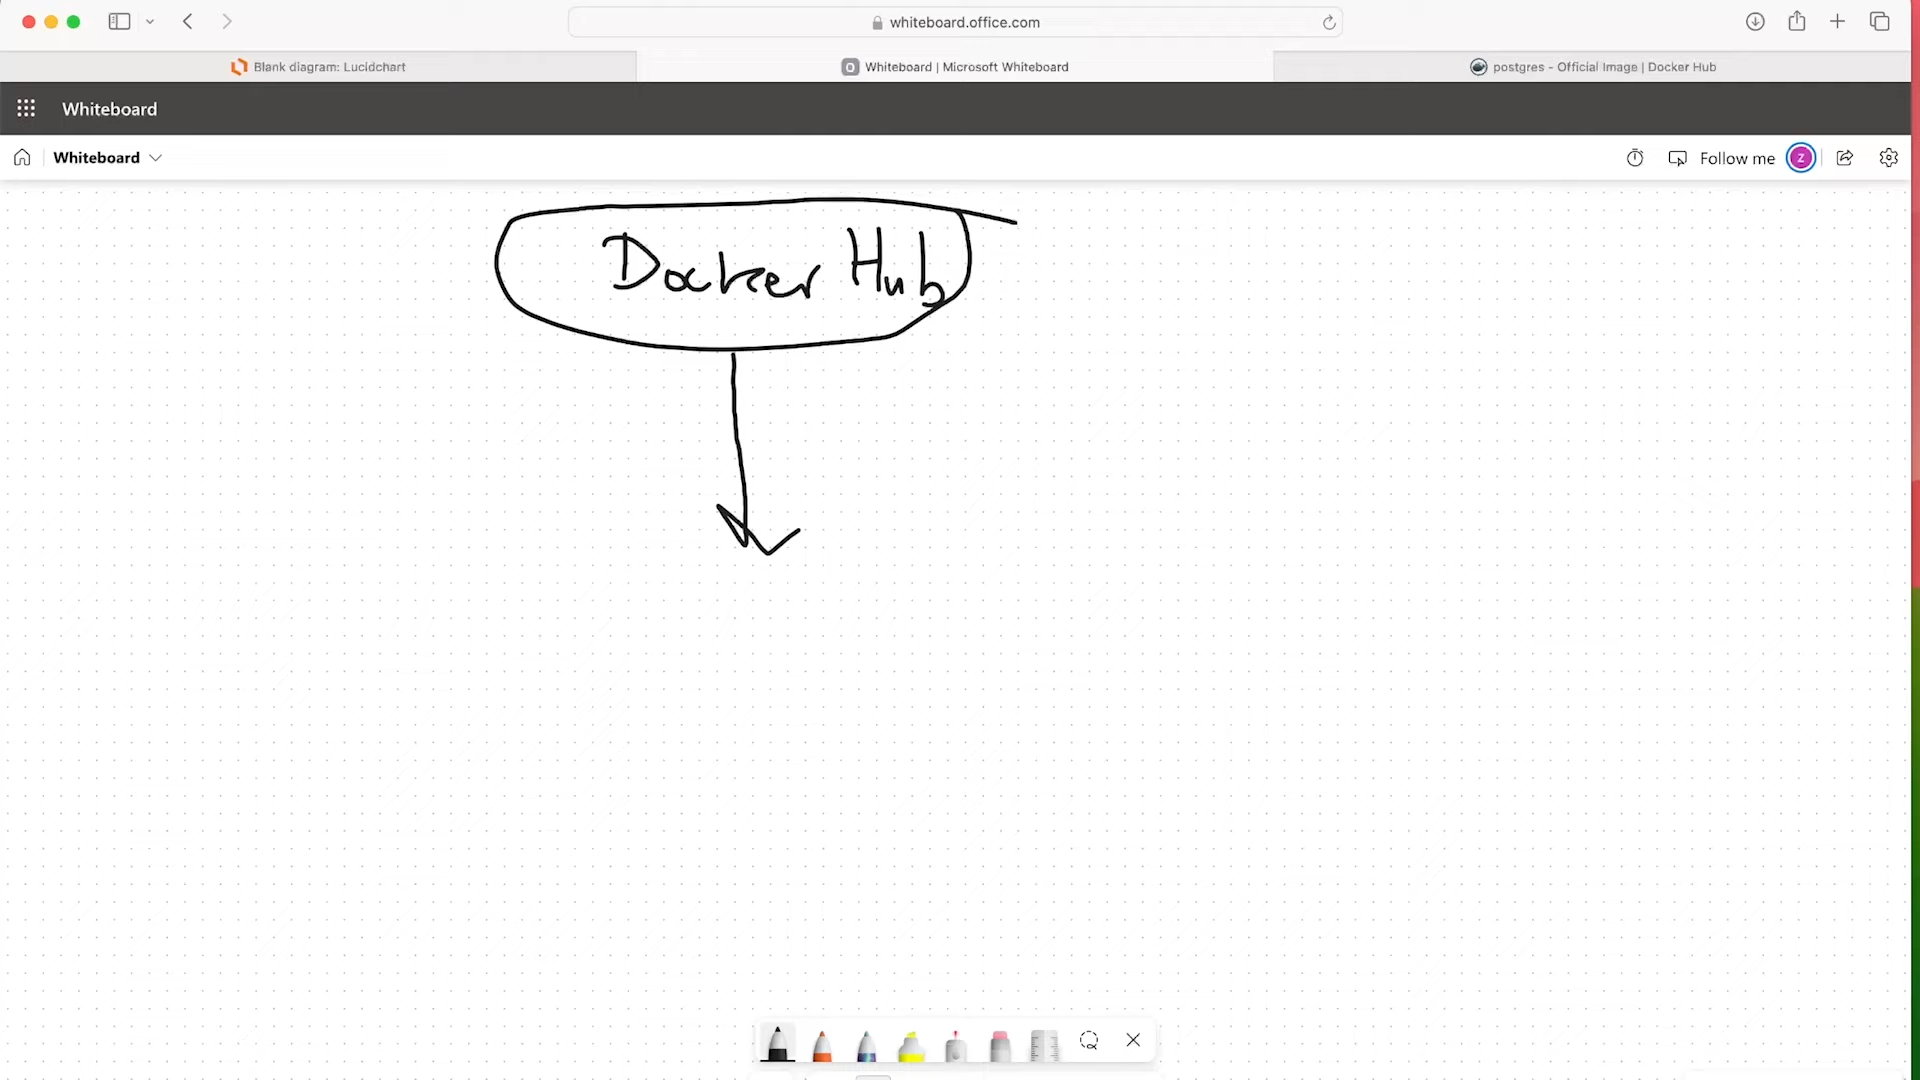 whiteboard.office.com
Blank diagram: Lucidchart
Whiteboard | Microsoft Whiteboard
postgres - Official Image | Docker Hub
Whiteboard
Whiteboard
Follow me
Z
Docker Hub